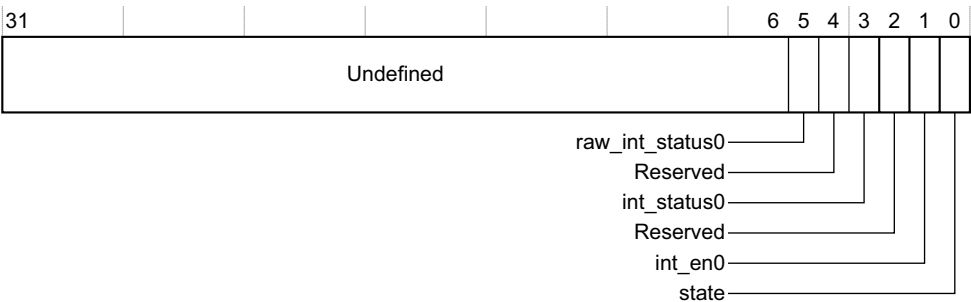 31 6 5 4 3 2 1 0
Undefined
raw_int_status0
Reserved
int_status0
Reserved
int_en0
state